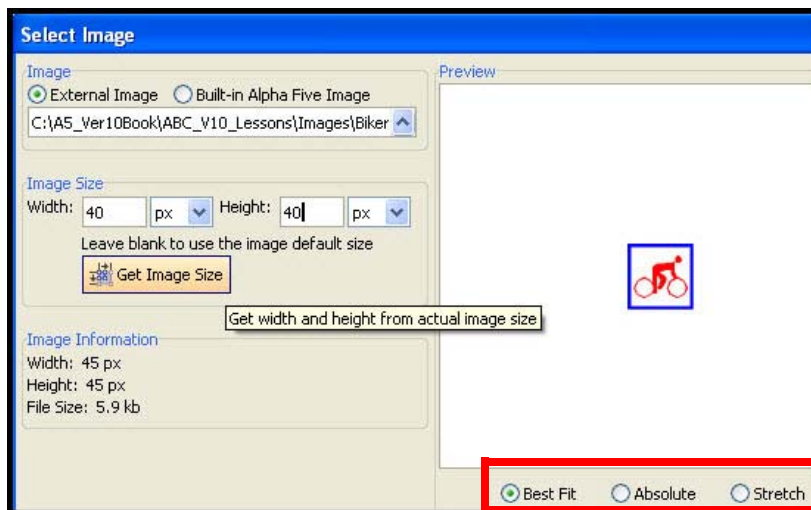 Select Image
Image
External Image Built-in Alpha Five Image
C:\A5_Ver10Book\ABC_V10_Lessons\Images\Biker
Image Size
Width: 40 px Height: 40 px
Leave blank to use the image default size
Get Image Size
Get width and height from actual image size
Image Information
Width: 45 px
Height: 45 px
File Size: 5.9 kb
Preview
Best Fit Absolute Stretch